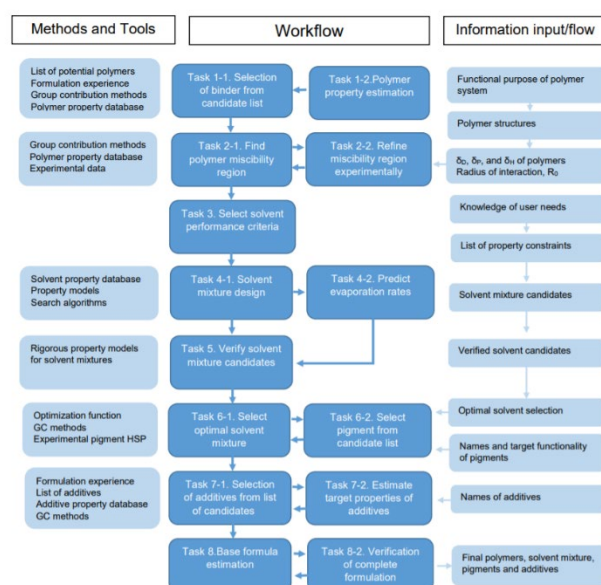 Methods and Tools
Workflow
Information input/flow
List of potential polymers
Formulation experience
Group contribution methods
Polymer property database
Task 1-1. Selection
of binder from
candidate list
Task 1-2.Polymer
property estimation
Functional purpose of polymer
system
Polymer structures
Group contribution methods
Polymer property database
Experimental data
Task 2-1. Find
polymer miscibility
region
Task 2-2. Refine
miscibility region
experimentally
δD, δP, and δH of polymers
Radius of interaction, R0
Task 3. Select solvent
performance criteria
Knowledge of user needs
List of property constraints
Solvent property database
Property models
Search algorithms
Task 4-1. Solvent
mixture design
Task 4-2. Predict
evaporation rates
Solvent mixture candidates
Rigorous property models
for solvent mixtures
Task 5. Verify solvent
mixture candidates
Verified solvent candidates
Optimization function
GC methods
Experimental pigment HSP
Task 6-1. Select
optimal solvent
mixture
Task 6-2. Select
pigment from
candidate list
Optimal solvent selection
Names and target functionality
of pigments
Formulation experience
List of additives
Additive property database
GC methods
Task 7-1. Selection
of additives from list
of candidates
Task 7-2. Estimate
target properties of
additives
Names of additives
Task 8.Base formula
estimation
Task 8-2. Verification
of complete
formulation
Final polymers, solvent mixture,
pigments and additives